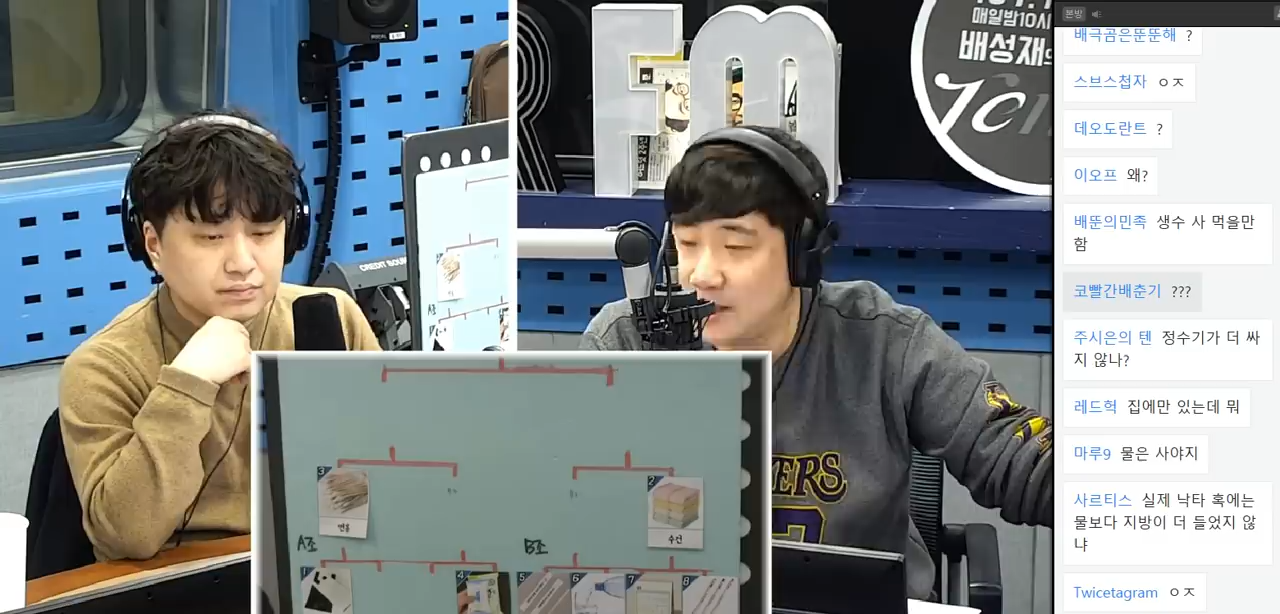 FM
매일밤10시
배성재의
CREDIT
LAKERS
3
면봉
2
수건
A조
B조
1
4
5
6
7
8
본방
배극곰은뚠뚠해 ?
스브스첩자 ㅇㅈ
데오도란트 ?
이오프 왜?
배뚠의민족 생수 사 먹을만
함
코빨간배춘기 ???
주시은의 텐 정수기가 더 싸
지 않나?
레드헉 집에만 있는데 뭐
마루9 물은 사야지
사르티스 실제 낙타 혹에는
물보다 지방이 더 들었지 않
냐
Twicetagram ㅇㅈ